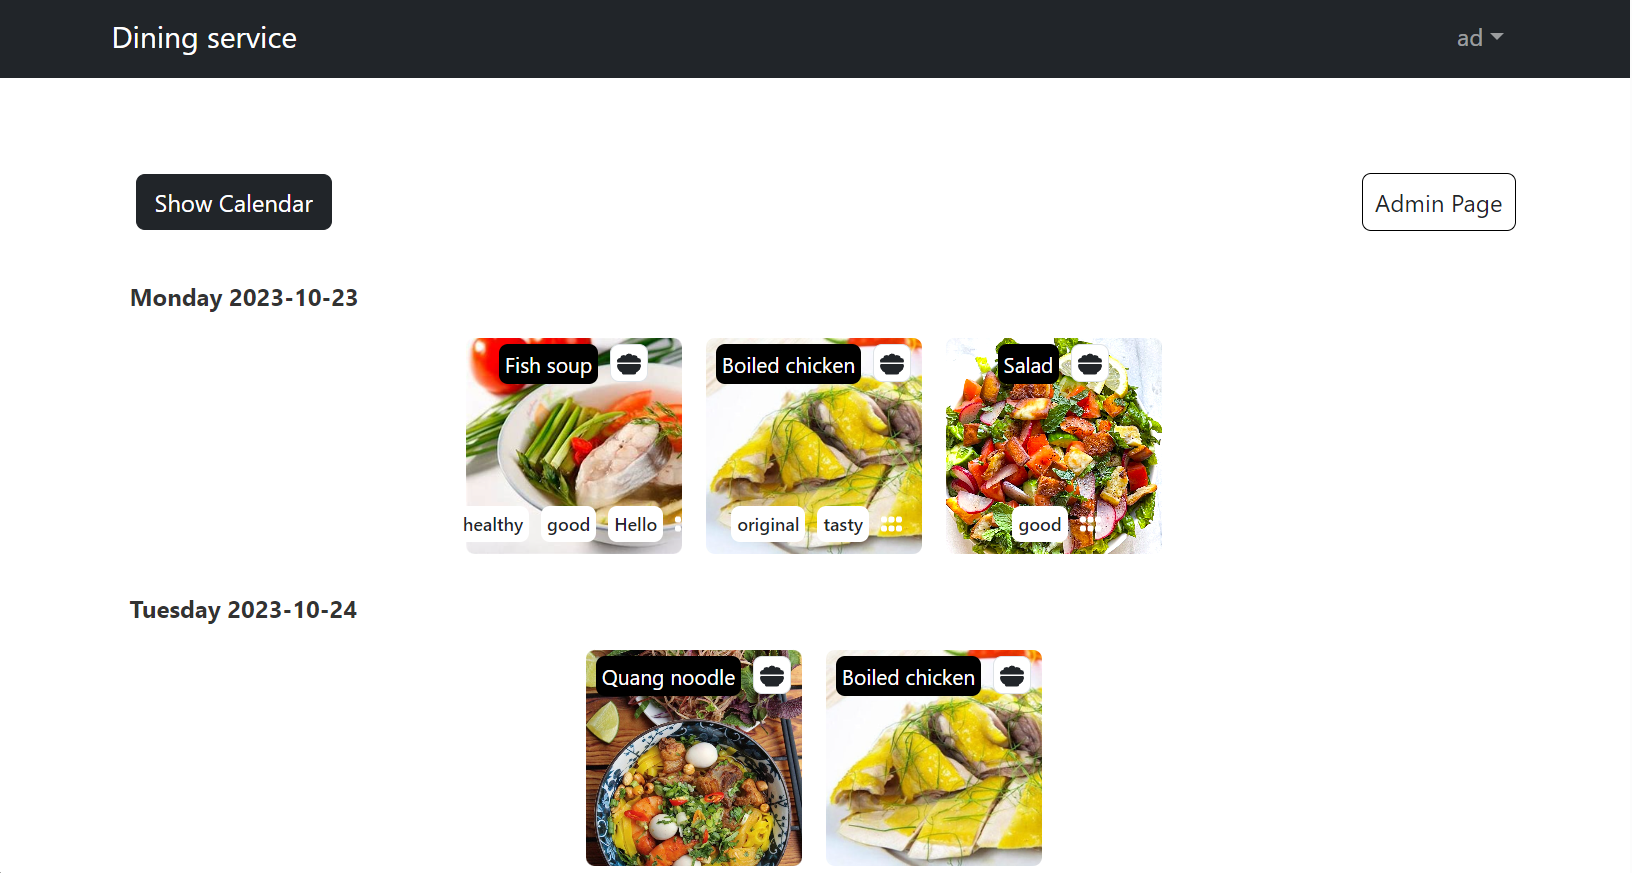 Dining service
ad
Show Calendar
Admin Page
Monday 2023-10-23
Fish soup
Boiled chicken
Salad
healthy good Hello
original tasty
good
Tuesday 2023-10-24
Quang noodle
Boiled chicken